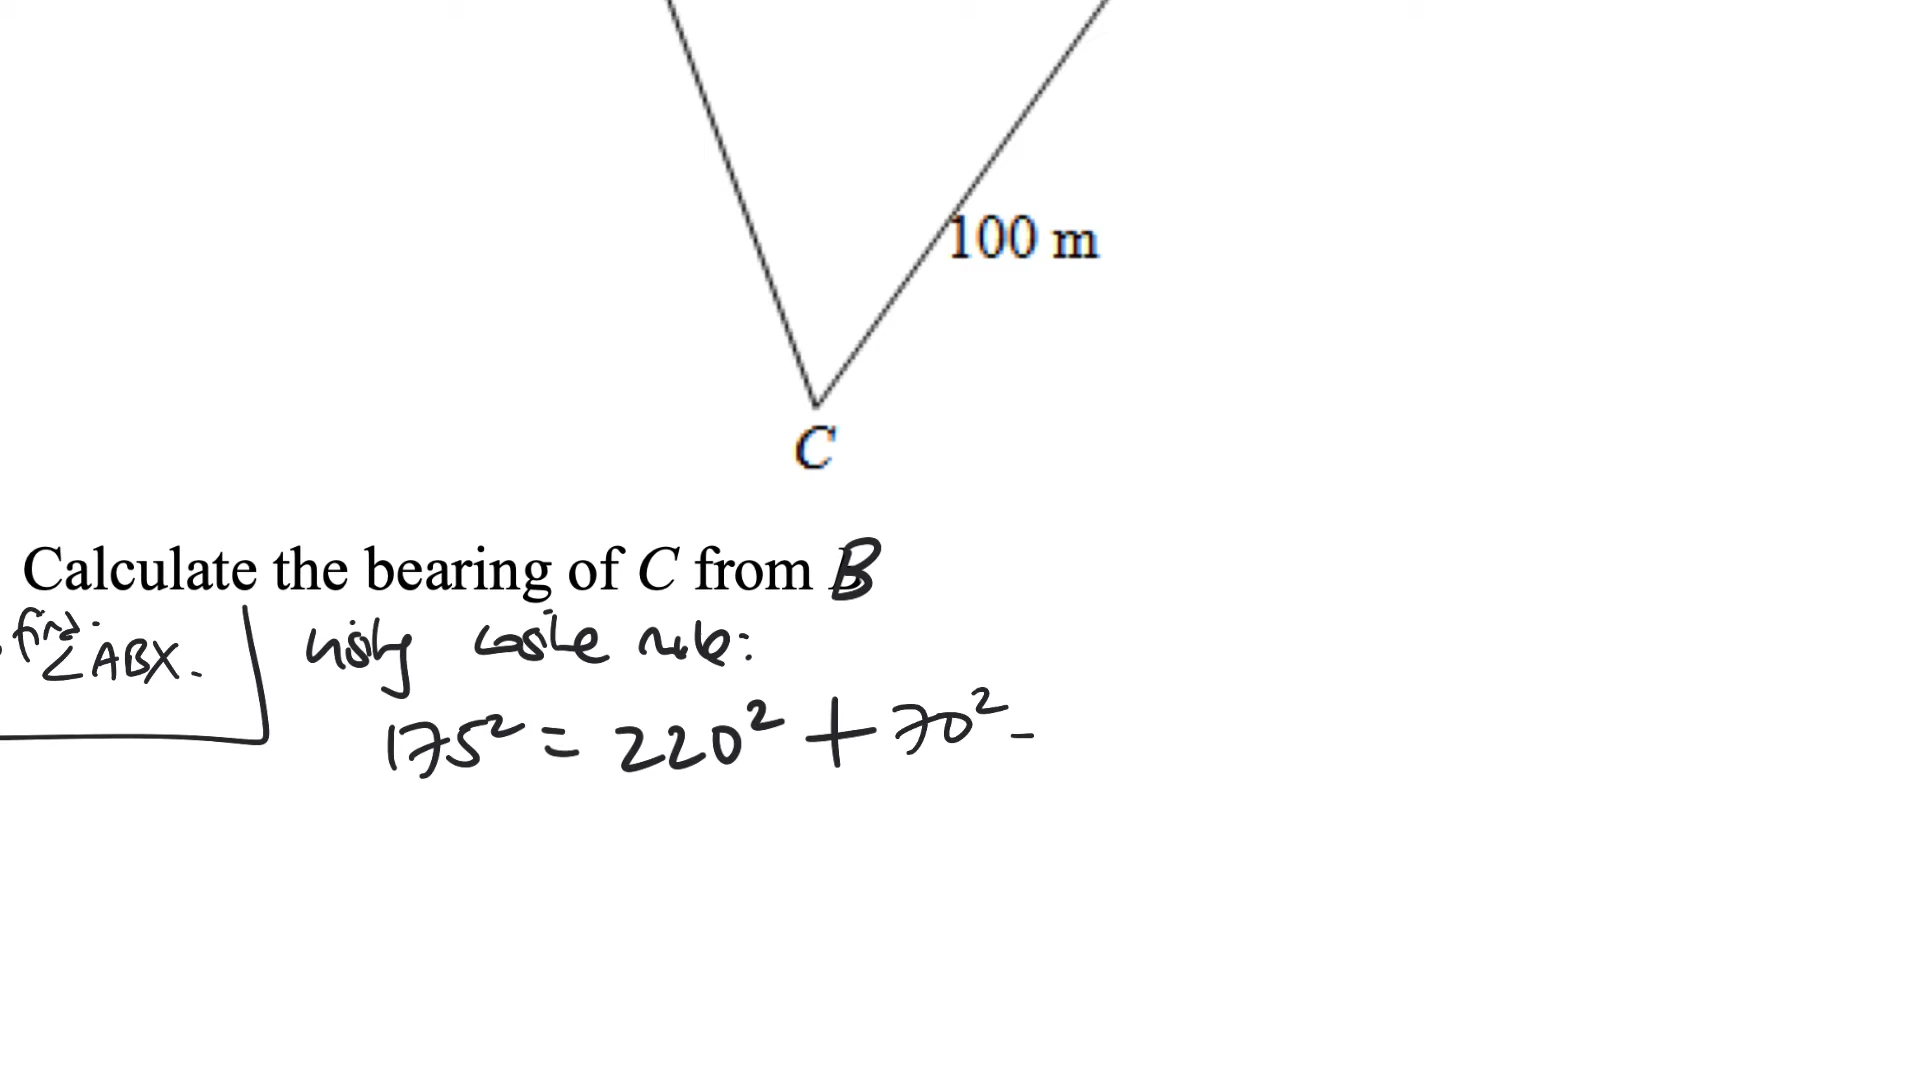 100 m
C
Calculate the bearing of C from B
find
∠ABX.
using cosine rule:
175² = 220² + 70² –